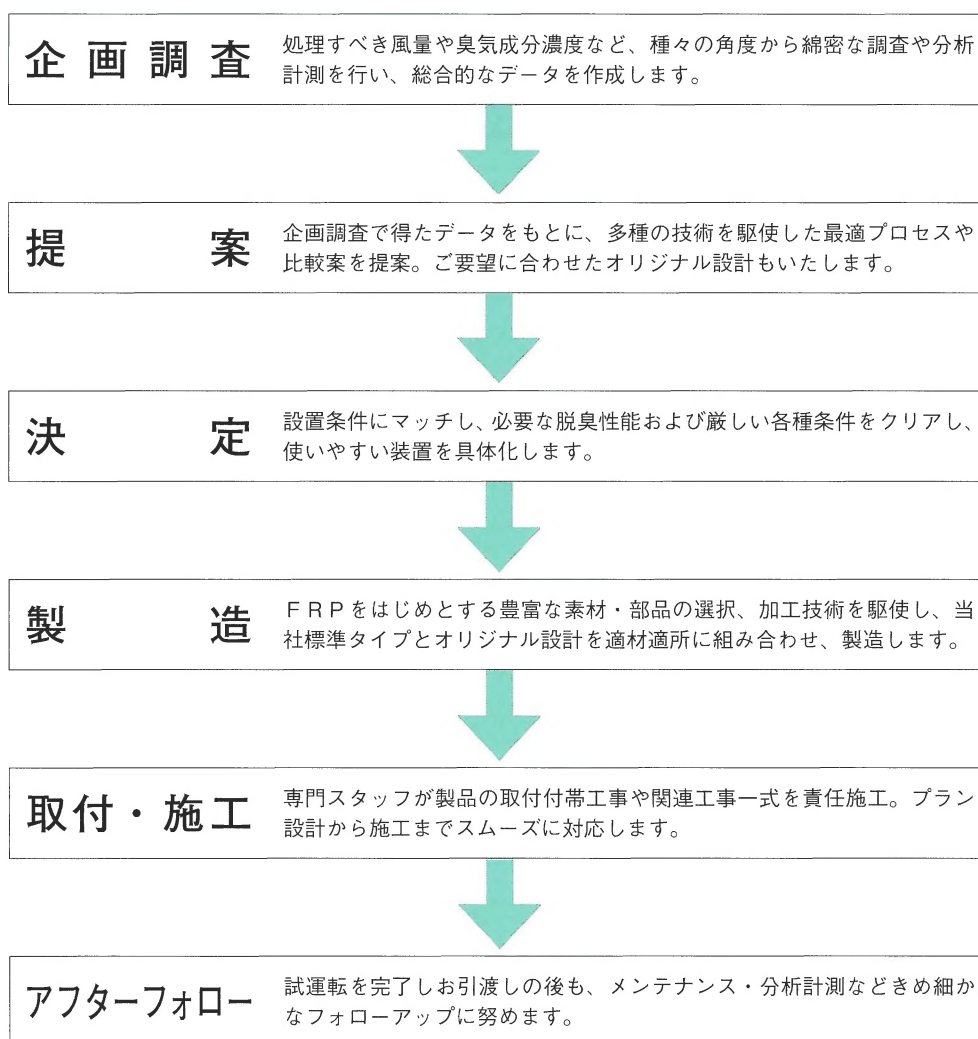 企画調査
処理すべき風量や臭気成分濃度など、種々の角度から綿密な調査や分析
計測を行い、総合的なデータを作成します。
提案
企画調査で得たデータをもとに、多種の技術を駆使した最適プロセスや
比較案を提案。ご要望に合わせたオリジナル設計もいたします。
決定
設置条件にマッチし、必要な脱臭性能および厳しい各種条件をクリアし、
使いやすい装置を具体化します。
製造
ＦＲＰをはじめとする豊富な素材・部品の選択、加工技術を駆使し、当
社標準タイプとオリジナル設計を適材適所に組み合わせ、製造します。
取付・施工
専門スタッフが製品の取付付帯工事や関連工事一式を責任施工。プラン
設計から施工までスムーズに対応します。
アフターフォロー
試運転を完了しお引渡しの後も、メンテナンス・分析計測などきめ細か
なフォローアップに努めます。